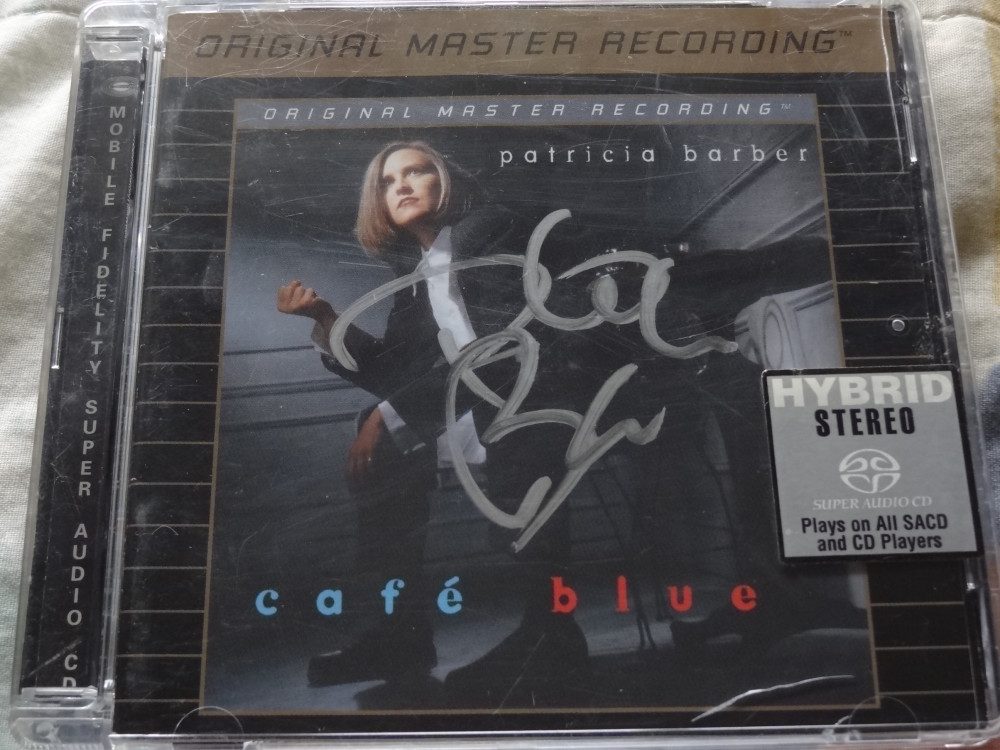 ORIGINAL MASTER RECORDING™
ORIGINAL MASTER RECORDING™
patricia barber
MOBILE FIDELITY SUPER AUDIO CD
HYBRID
STEREO
SUPER AUDIO CD
Plays on All SACD
and CD Players
café blue